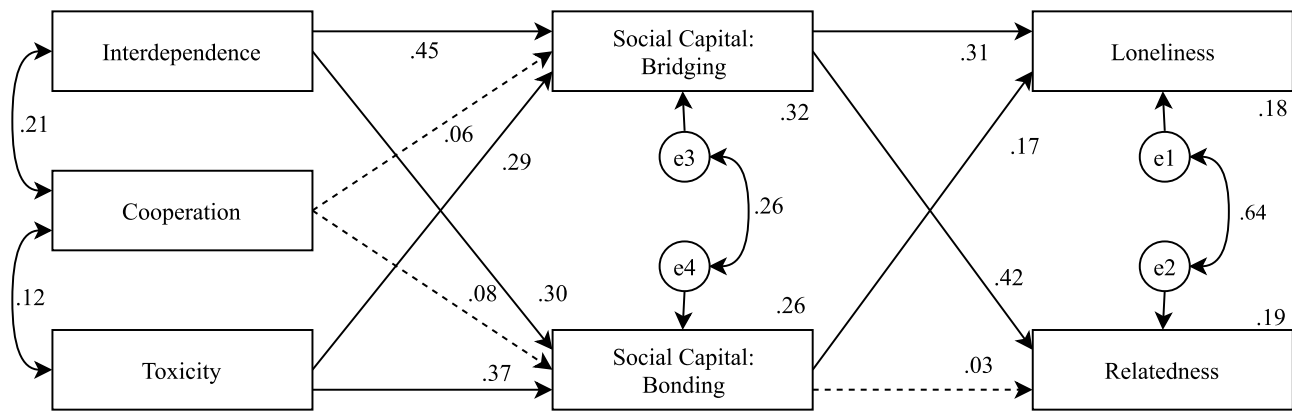 Interdependence
.45
Social Capital:
Bridging
.31
Loneliness
.21
.06
.29
.32
.17
.18
e3
e1
Cooperation
.26
.64
.12
.08
.30
e4
.26
.42
e2
.19
Toxicity
.37
Social Capital:
Bonding
.03
Relatedness